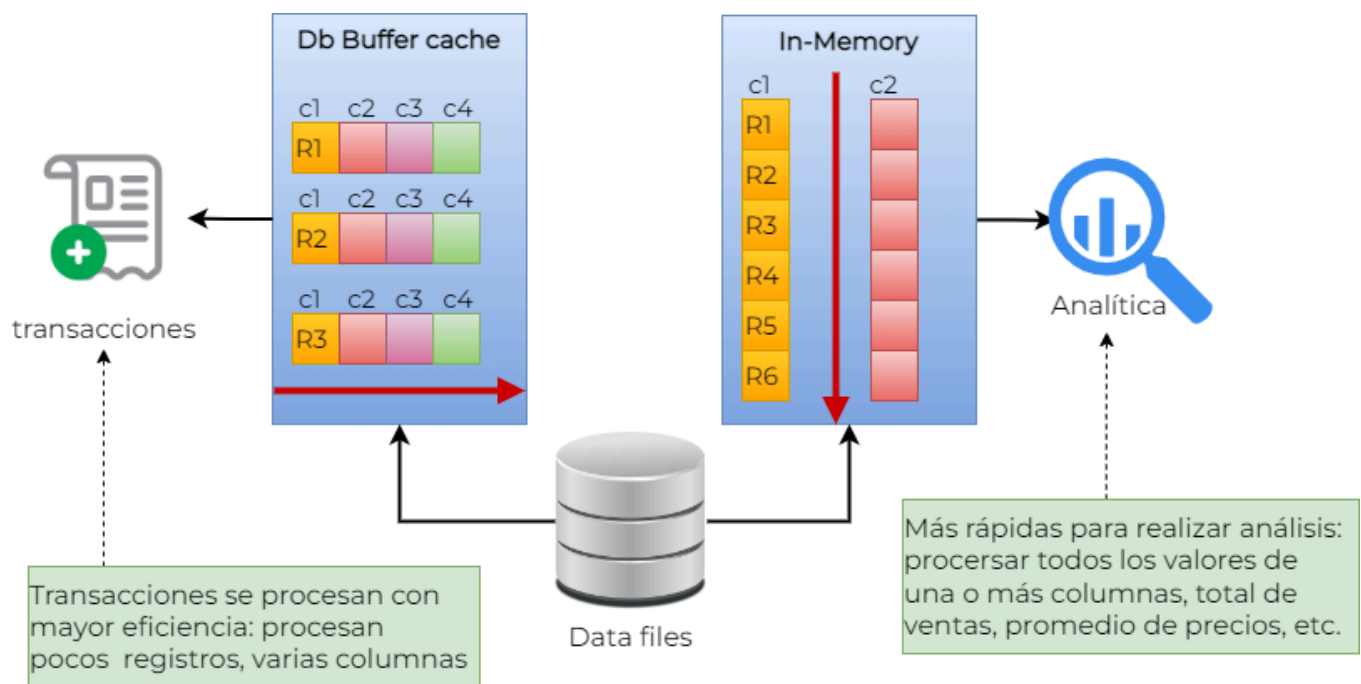 Db Buffer cache
c1 c2 c3 c4
R1
c1 c2 c3 c4
R2
c1 c2 c3 c4
R3
transacciones
In-Memory
c1 c2
R1
R2
R3
R4
R5
R6
Analítica
Data files
Transacciones se procesan con
mayor eficiencia: procesan
pocos registros, varias columnas
Más rápidas para realizar análisis:
procersar todos los valores de
una o más columnas, total de
ventas, promedio de precios, etc.